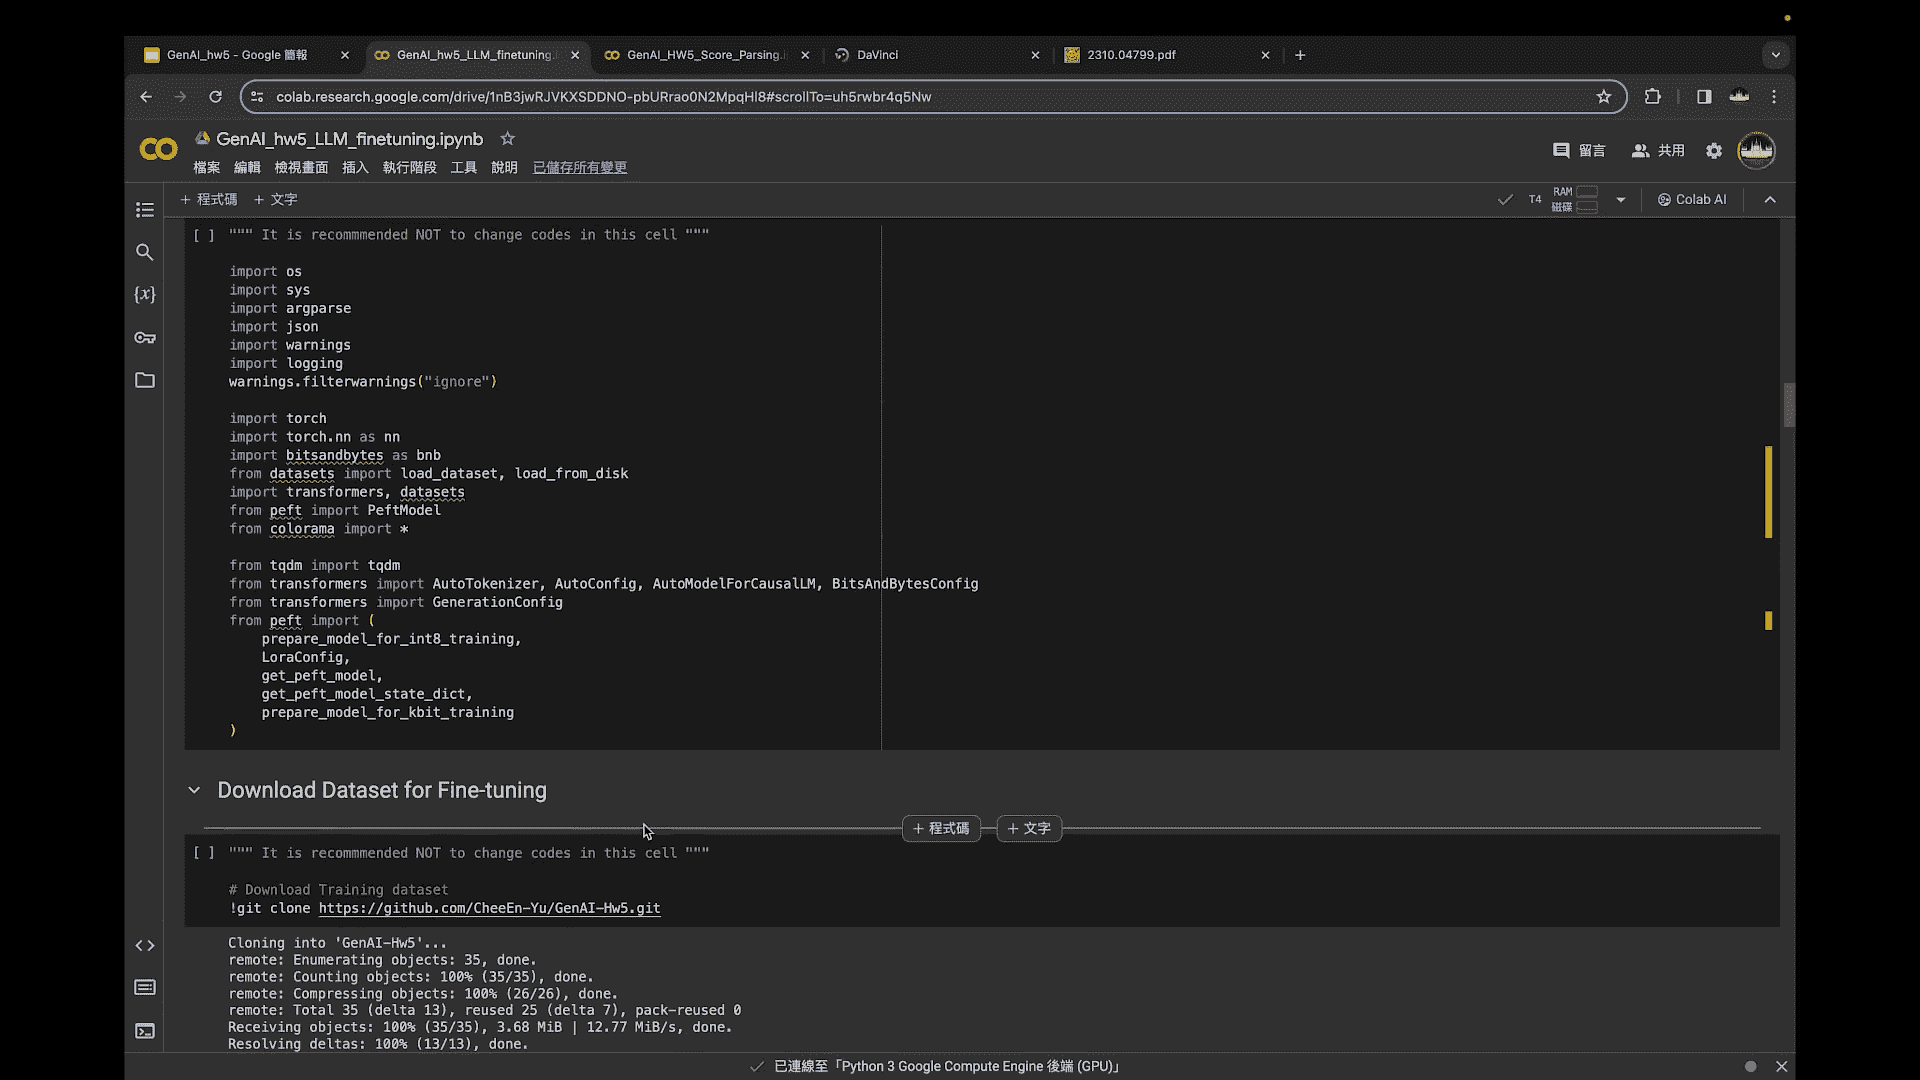 GenAI_hw5 - Google 簡報
GenAI_hw5_LLM_finetuning.
GenAI_HW5_Score_Parsing.i
DaVinci
2310.04799.pdf
colab.research.google.com/drive/1nB3jwRJVKXSDDNO-pbURrao0N2MpqHl8#scrollTo=uh5rwbr4q5Nw
GenAI_hw5_LLM_finetuning.ipynb
檔案 編輯 檢視畫面 插入 執行階段 工具 說明 已儲存所有變更
留言 共用
+ 程式碼 + 文字
T4 RAM
磁碟
Colab AI
[ ] """ It is recommmended NOT to change codes in this cell """
import os
import sys
import argparse
import json
import warnings
import logging
warnings.filterwarnings("ignore")
import torch
import torch.nn as nn
import bitsandbytes as bnb
from datasets import load_dataset, load_from_disk
import transformers, datasets
from peft import PeftModel
from colorama import *
from tqdm import tqdm
from transformers import AutoTokenizer, AutoConfig, AutoModelForCausalLM, BitsAndBytesConfig
from transformers import GenerationConfig
from peft import (
prepare_model_for_int8_training,
LoraConfig,
get_peft_model,
get_peft_model_state_dict,
prepare_model_for_kbit_training
)
Download Dataset for Fine-tuning
+ 程式碼 + 文字
[ ] """ It is recommmended NOT to change codes in this cell """
# Download Training dataset
!git clone https://github.com/CheeEn-Yu/GenAI-Hw5.git
Cloning into 'GenAI-Hw5'...
remote: Enumerating objects: 35, done.
remote: Counting objects: 100% (35/35), done.
remote: Compressing objects: 100% (26/26), done.
remote: Total 35 (delta 13), reused 25 (delta 7), pack-reused 0
Receiving objects: 100% (35/35), 3.68 MiB | 12.77 MiB/s, done.
Resolving deltas: 100% (13/13), done.
已連線至「Python 3 Google Compute Engine 後端 (GPU)」